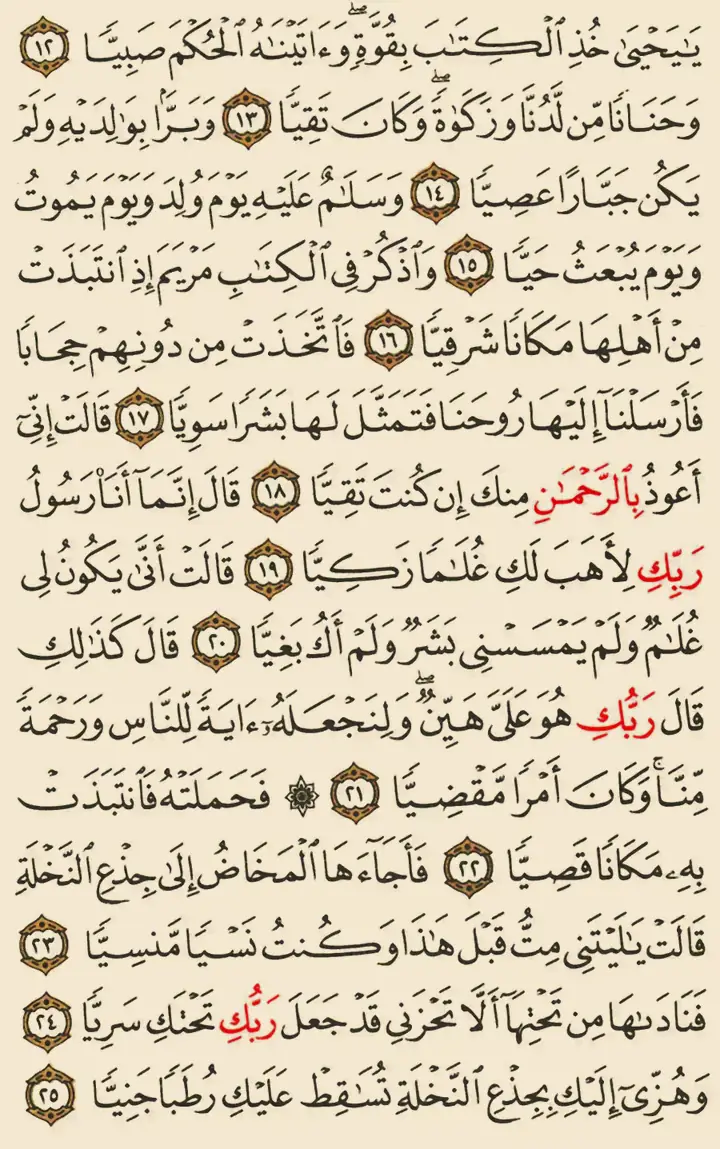 يَـٰيَحْيَىٰ خُذِ ٱلْكِتَـٰبَ بِقُوَّةٍۖ وَءَاتَيْنَـٰهُ ٱلْحُكْمَ صَبِيًّا ١٢
وَحَنَانًا مِّن لَّدُنَّا وَزَكَوٰةًۖ وَكَانَ تَقِيًّا ١٣ وَبَرًّۢا بِوَٰلِدَيْهِ وَلَمْ
يَكُن جَبَّارًا عَصِيًّا ١٤ وَسَلَـٰمٌ عَلَيْهِ يَوْمَ وُلِدَ وَيَوْمَ يَمُوتُ
وَيَوْمَ يُبْعَثُ حَيًّا ١٥ وَٱذْكُرْ فِى ٱلْكِتَـٰبِ مَرْيَمَ إِذِ ٱنتَبَذَتْ
مِنْ أَهْلِهَا مَكَانًا شَرْقِيًّا ١٦ فَٱتَّخَذَتْ مِن دُونِهِمْ حِجَابًا
فَأَرْسَلْنَآ إِلَيْهَا رُوحَنَا فَتَمَثَّلَ لَهَا بَشَرًا سَوِيًّا ١٧ قَالَتْ إِنِّىٓ
أَعُوذُ بِٱلرَّحْمَـٰنِ مِنكَ إِن كُنتَ تَقِيًّا ١٨ قَالَ إِنَّمَآ أَنَا۠ رَسُولُ
رَبِّكِ لِأَهَبَ لَكِ غُلَـٰمًا زَكِيًّا ١٩ قَالَتْ أَنَّىٰ يَكُونُ لِى
غُلَـٰمٌ وَلَمْ يَمْسَسْنِى بَشَرٌ وَلَمْ أَكُ بَغِيًّا ٢٠ قَالَ كَذَٰلِكِ
قَالَ رَبُّكِ هُوَ عَلَىَّ هَيِّنٌۖ وَلِنَجْعَلَهُۥٓ ءَايَةً لِّلنَّاسِ وَرَحْمَةً
مِّنَّاۚ وَكَانَ أَمْرًا مَّقْضِيًّا ٢١ ۞ فَحَمَلَتْهُ فَٱنتَبَذَتْ
بِهِۦ مَكَانًا قَصِيًّا ٢٢ فَأَجَآءَهَا ٱلْمَخَاضُ إِلَىٰ جِذْعِ ٱلنَّخْلَةِ
قَالَتْ يَـٰلَيْتَنِى مِتُّ قَبْلَ هَـٰذَا وَكُنتُ نَسْيًا مَّنسِيًّا ٢٣
فَنَادَىٰهَا مِن تَحْتِهَآ أَلَّا تَحْزَنِى قَدْ جَعَلَ رَبُّكِ تَحْتَكِ سَرِيًّا ٢٤
وَهُزِّىٓ إِلَيْكِ بِجِذْعِ ٱلنَّخْلَةِ تُسَـٰقِطْ عَلَيْكِ رُطَبًا جَنِيًّا ٢٥